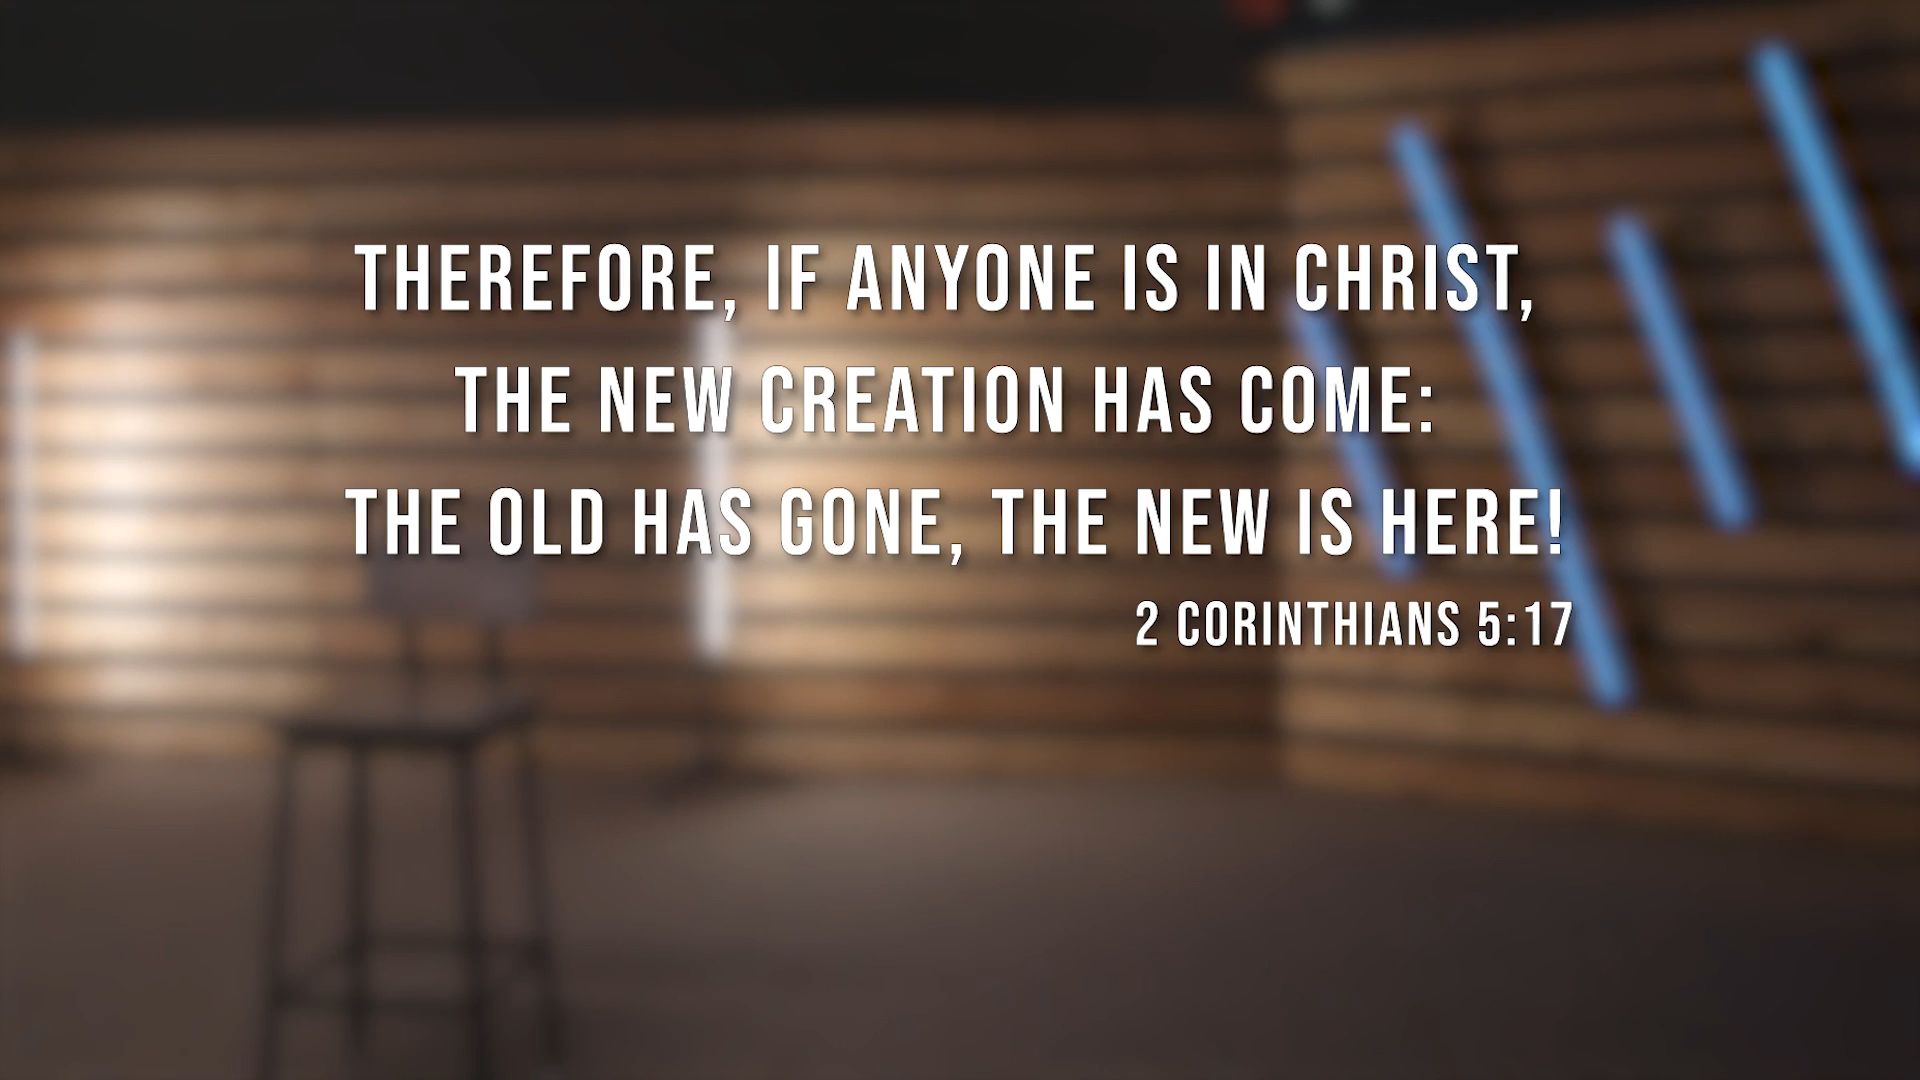 THEREFORE, IF ANYONE IS IN CHRIST,
THE NEW CREATION HAS COME:
THE OLD HAS GONE, THE NEW IS HERE!
2 CORINTHIANS 5:17